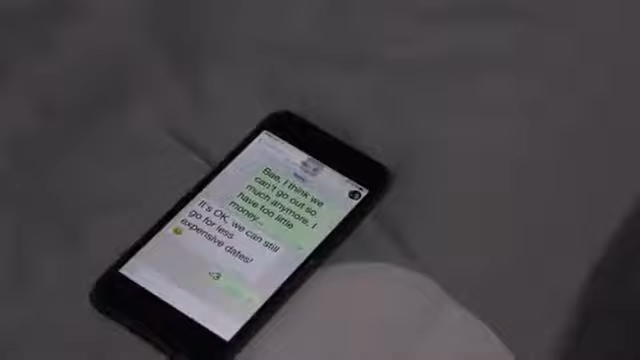 Bae, I think we
can't go out so
much anymore. I
have too little
money...
It's OK, we can still
go for less
expensive dates!
<3